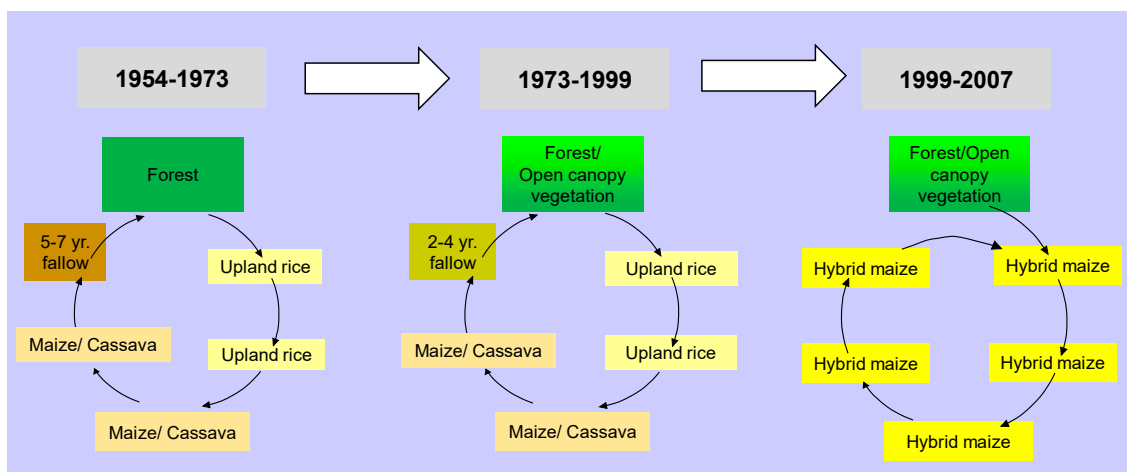 1954-1973
1973-1999
1999-2007
Forest
5-7 yr.
fallow
Upland rice
Upland rice
Maize/ Cassava
Maize/ Cassava
Forest/
Open canopy
vegetation
2-4 yr.
fallow
Upland rice
Upland rice
Maize/ Cassava
Maize/ Cassava
Forest/Open
canopy
vegetation
Hybrid maize
Hybrid maize
Hybrid maize
Hybrid maize
Hybrid maize